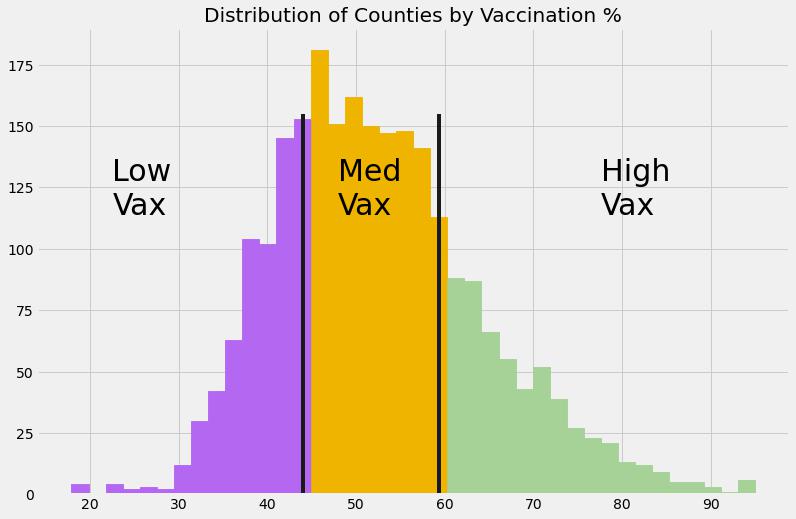 Distribution of Counties by Vaccination %
175
150
125
100
75
50
25
0
Low
Vax
Med
Vax
High
Vax
20 30 40 50 60 70 80 90